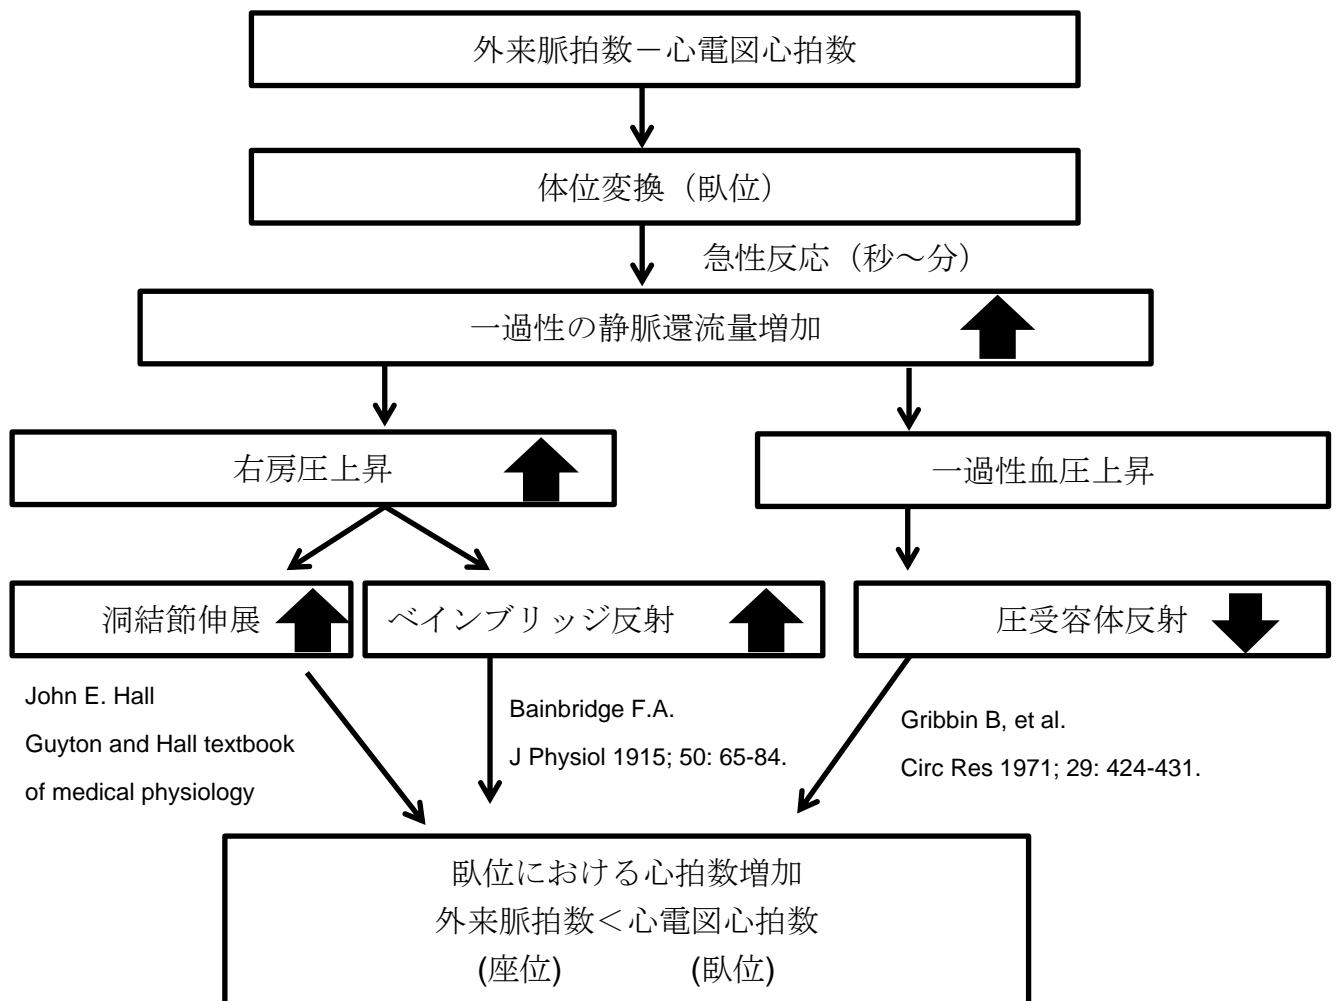 外来脈拍数－心電図心拍数
体位変換（臥位）
急性反応（秒～分）
一過性の静脈還流量増加
右房圧上昇
一過性血圧上昇
洞結節伸展
ベインブリッジ反射
圧受容体反射
John E. Hall
Guyton and Hall textbook
of medical physiology
Bainbridge F.A.
J Physiol 1915; 50: 65-84.
Gribbin B, et al.
Circ Res 1971; 29: 424-431.
臥位における心拍数増加
外来脈拍数＜心電図心拍数
(座位) (臥位)